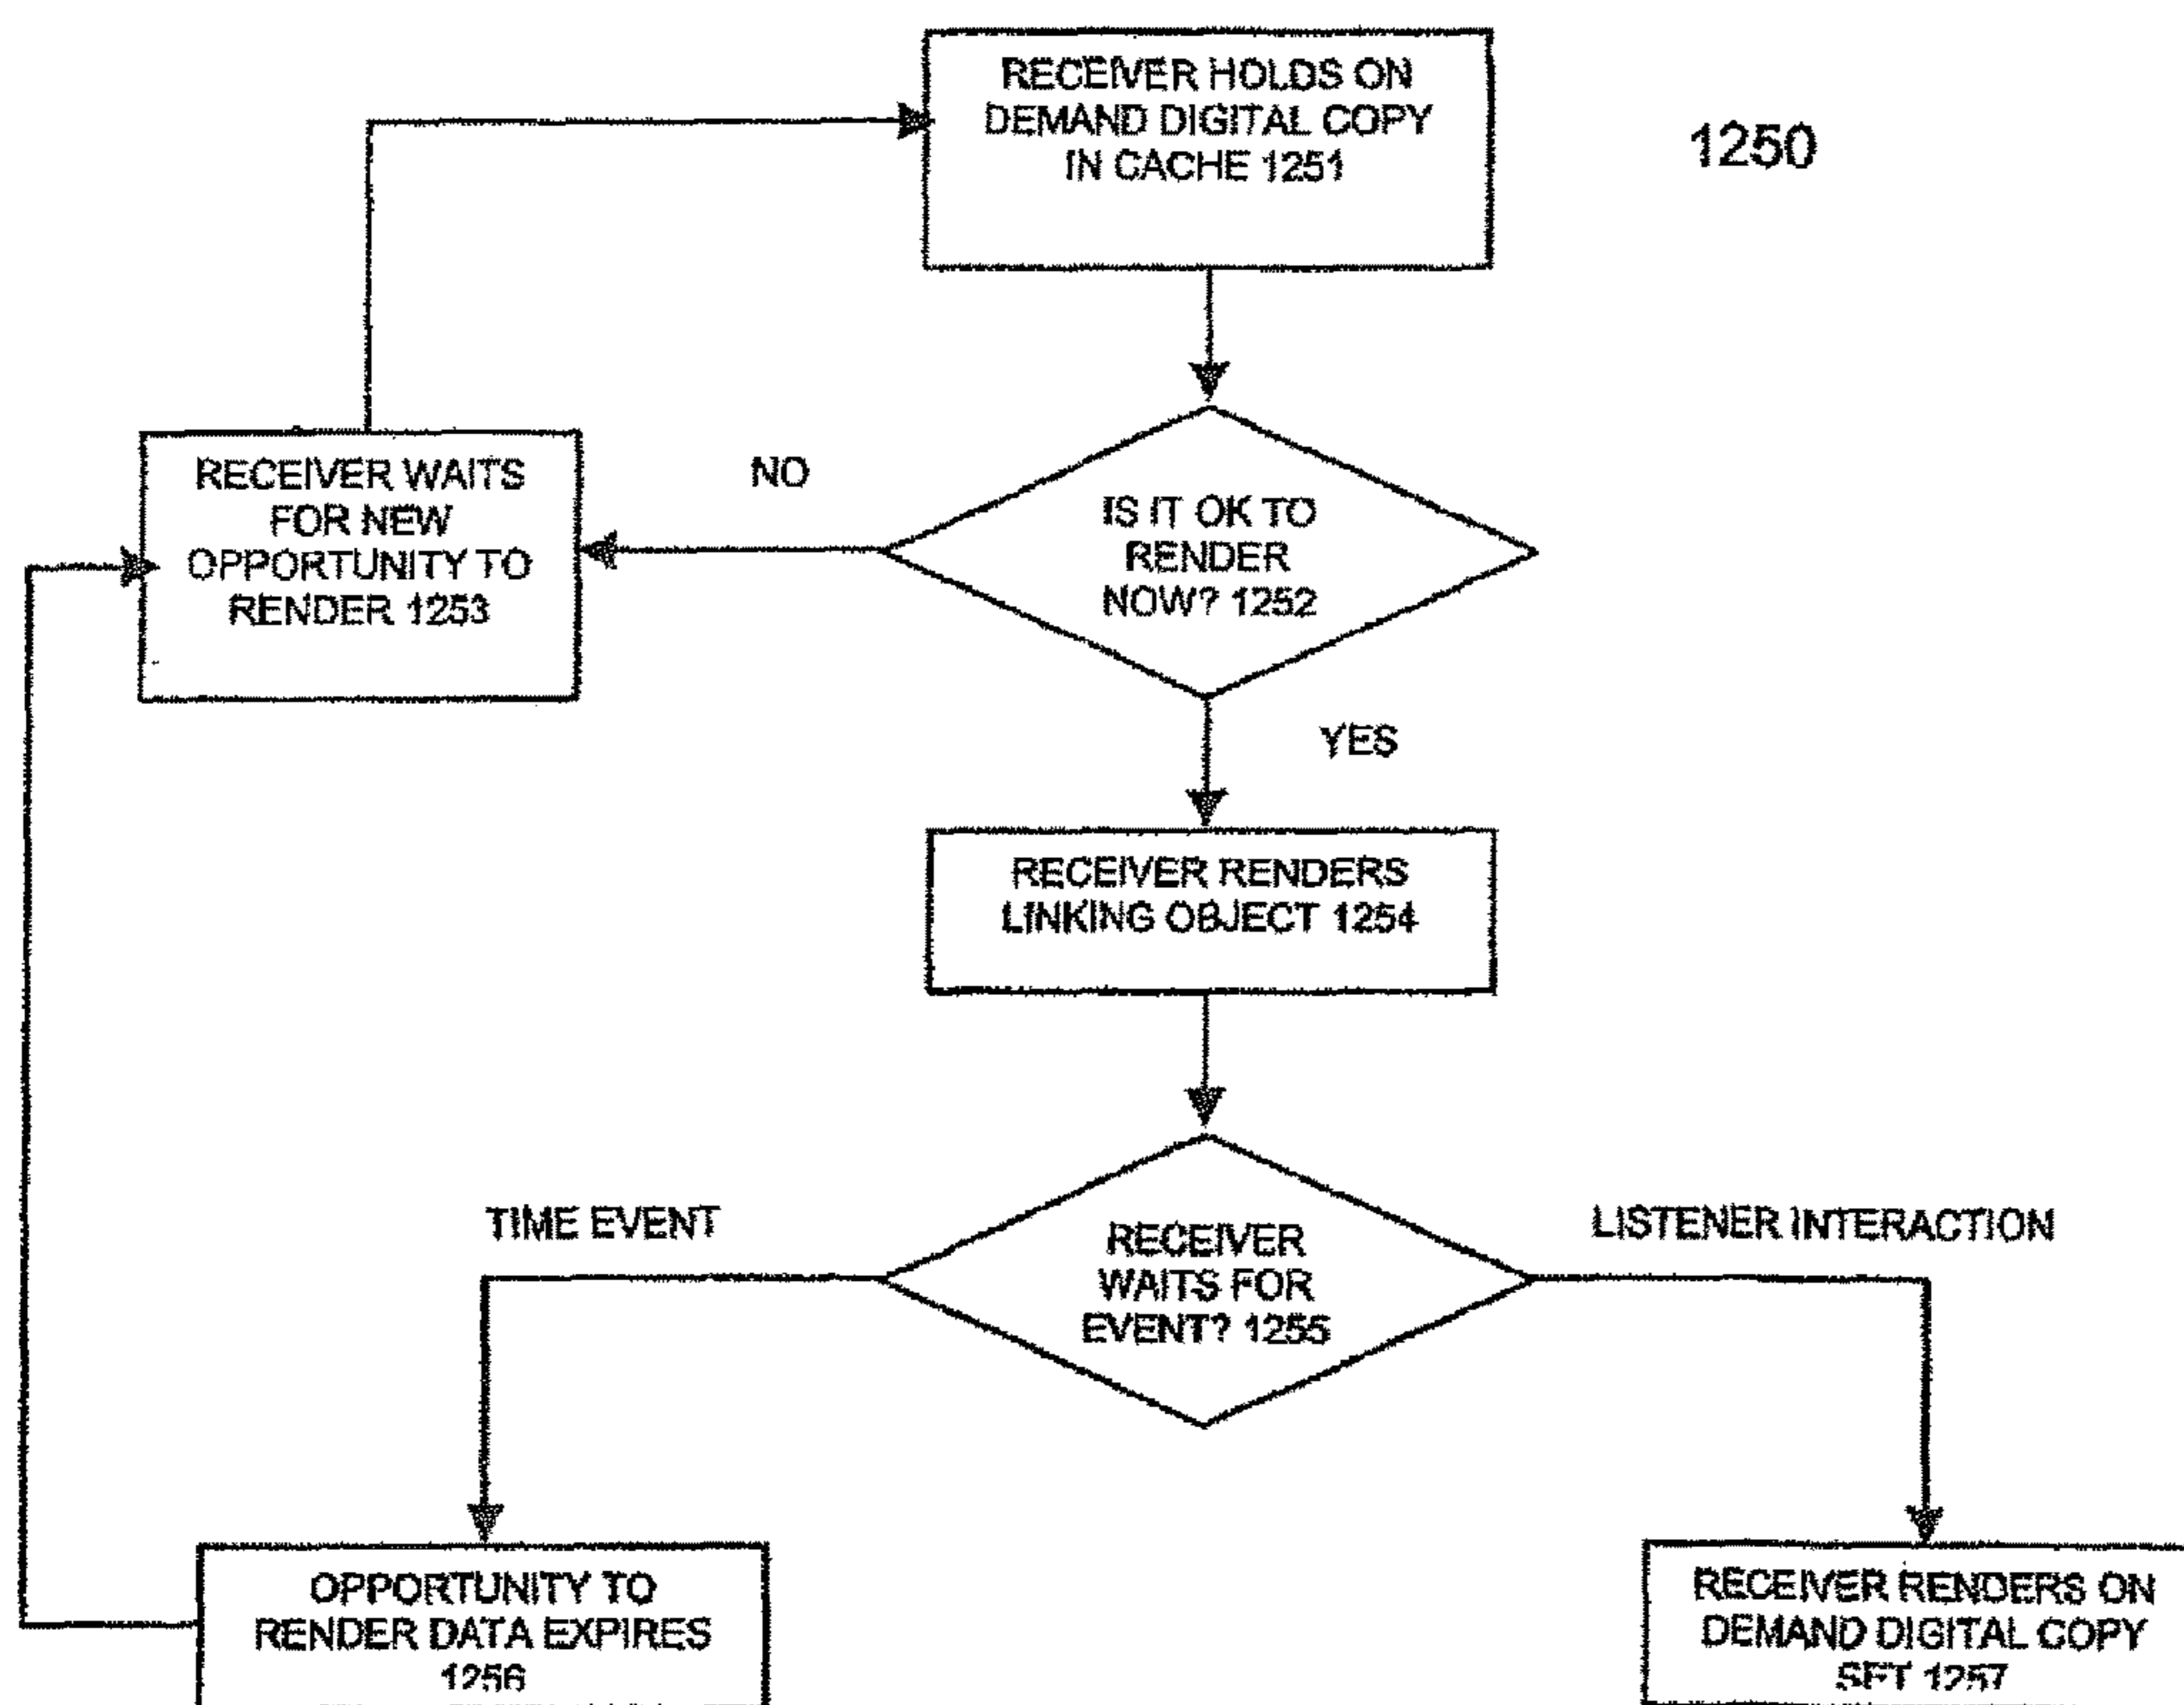 RECEIVER HOLDS ON
DEMAND DIGITAL COPY
IN CACHE 1251
1250
RECEIVER WAITS
FOR NEW
OPPORTUNITY TO
RENDER 1253
NO
IS IT OK TO
RENDER
NOW? 1252
YES
RECEIVER RENDERS
LINKING OBJECT 1254
TIME EVENT
RECEIVER
WAITS FOR
EVENT? 1255
LISTENER INTERACTION
OPPORTUNITY TO
RENDER DATA EXPIRES
1256
RECEIVER RENDERS ON
DEMAND DIGITAL COPY
SET 1257